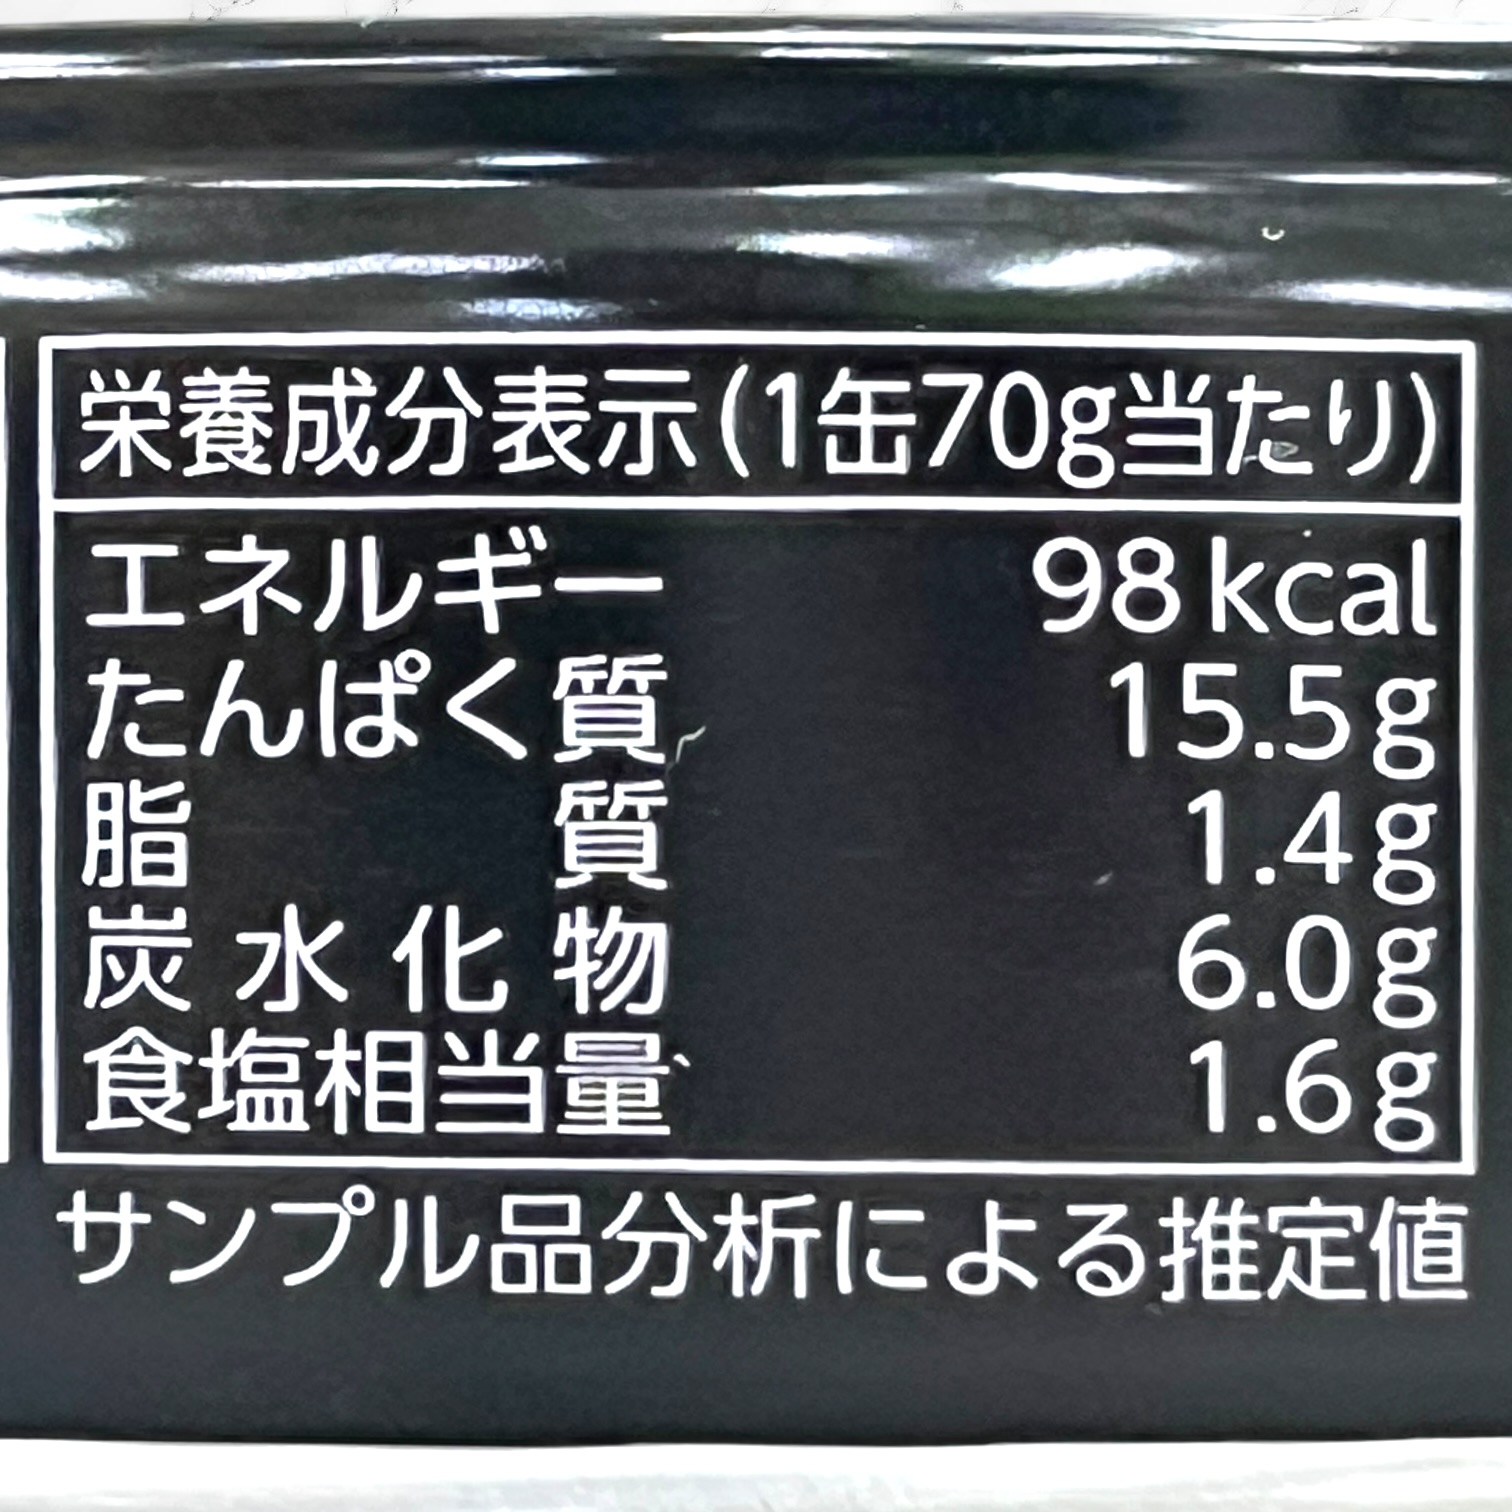 栄養成分表示(1缶70g当たり)
エネルギー 98kcal
たんぱく質 15.5g
脂質 1.4g
炭水化物 6.0g
食塩相当量 1.6g
サンプル品分析による推定値